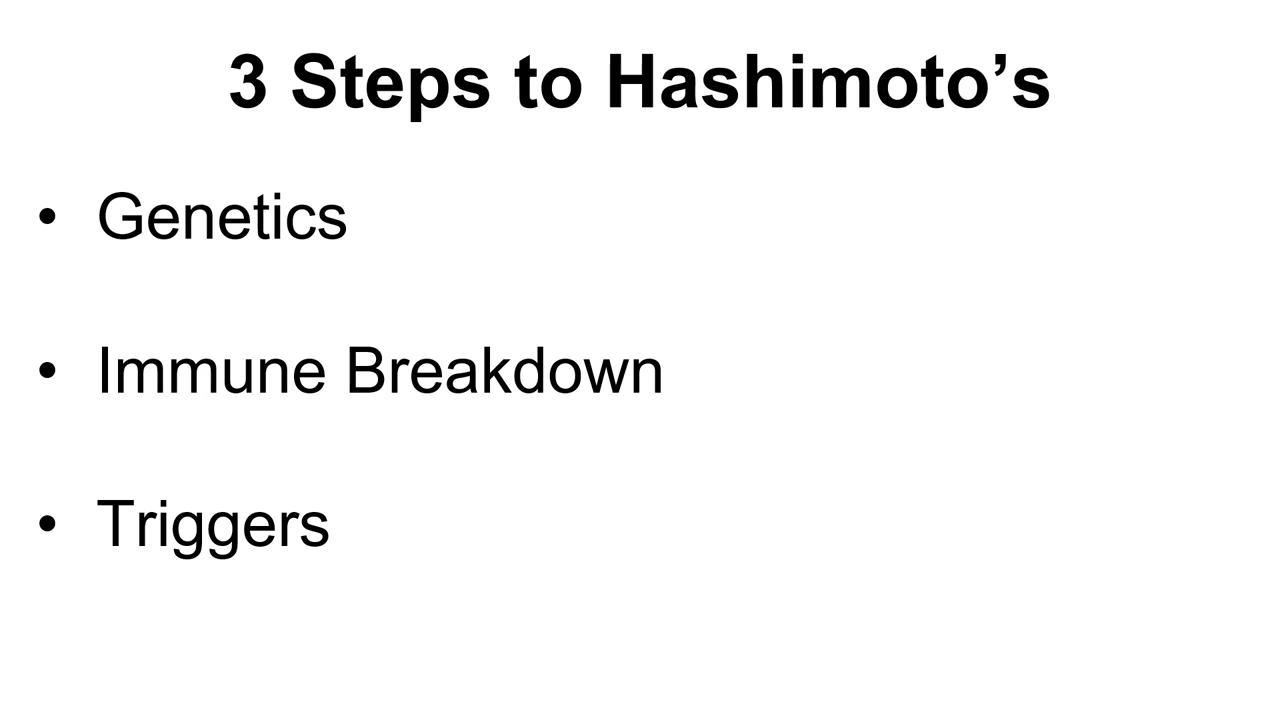 3 Steps to Hashimoto’s
• Genetics
• Immune Breakdown
• Triggers